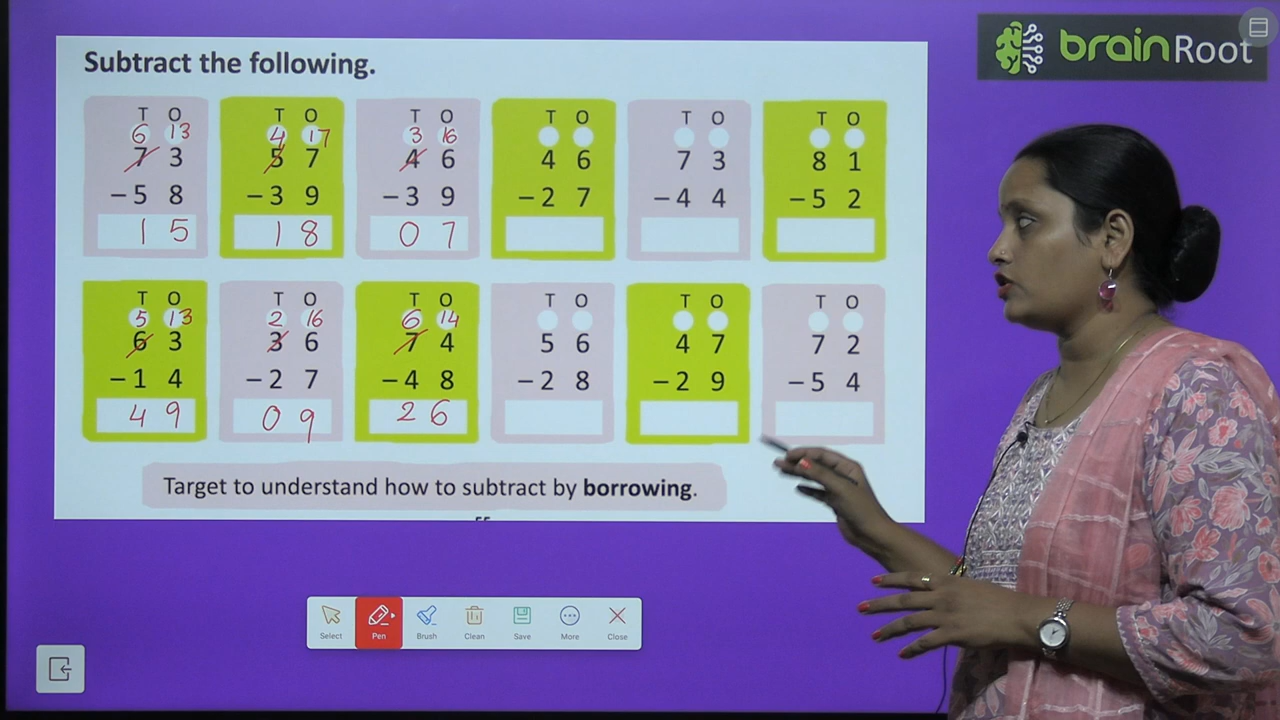 brainRoot
Subtract the following.
T O T O T O T O T O T O
6 13 4 17 3 16
7 3 5 7 4 6 4 6 7 3 8 1
– 5 8 – 3 9 – 3 9 – 2 7 – 4 4 – 5 2
1 5 1 8 0 7
T O T O T O T O T O T O
5 13 2 16 6 14
6 3 3 6 7 4 5 6 4 7 7 2
– 1 4 – 2 7 – 4 8 – 2 8 – 2 9 – 5 4
4 9 0 9 2 6
Target to understand how to subtract by borrowing.
Select Pen Brush Clean Save More Close